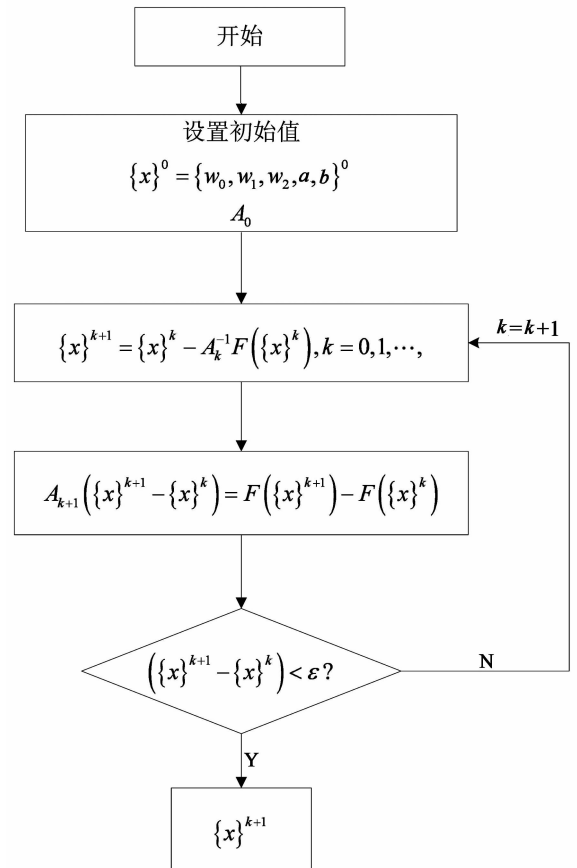 开始
设置初始值
{x}^0 = {w_0, w_1, w_2, a, b}^0
A_0
{x}^{k+1} = {x}^k − A_k^{-1} F({x}^k), k = 0,1,⋯,
k=k+1
A_{k+1}({x}^{k+1} − {x}^k) = F({x}^{k+1}) − F({x}^k)
({x}^{k+1} − {x}^k) < ε?
N
Y
{x}^{k+1}